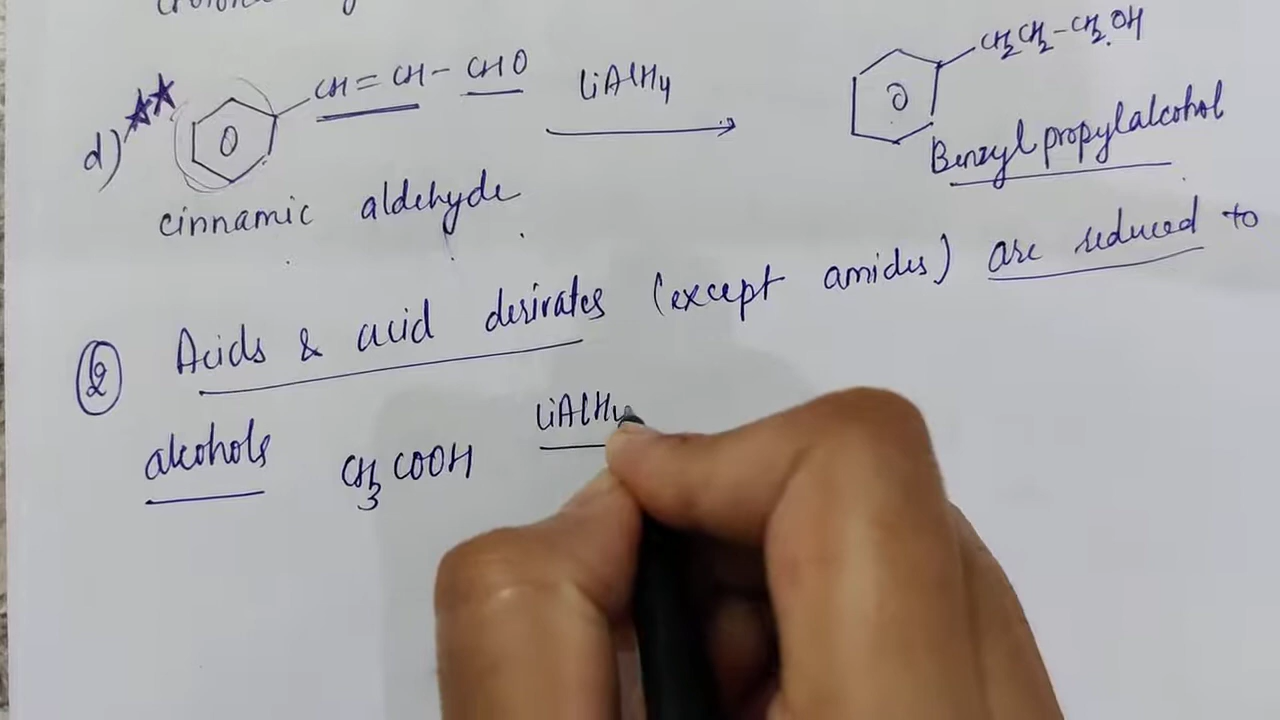 d) CH=CH-CHO LiAlH4 CH2CH2-CH2OH
cinnamic aldehyde Benzyl propylalcohol
② Acids & acid derivates (except amides) are reduced to
alcohols CH3COOH LiAlH4